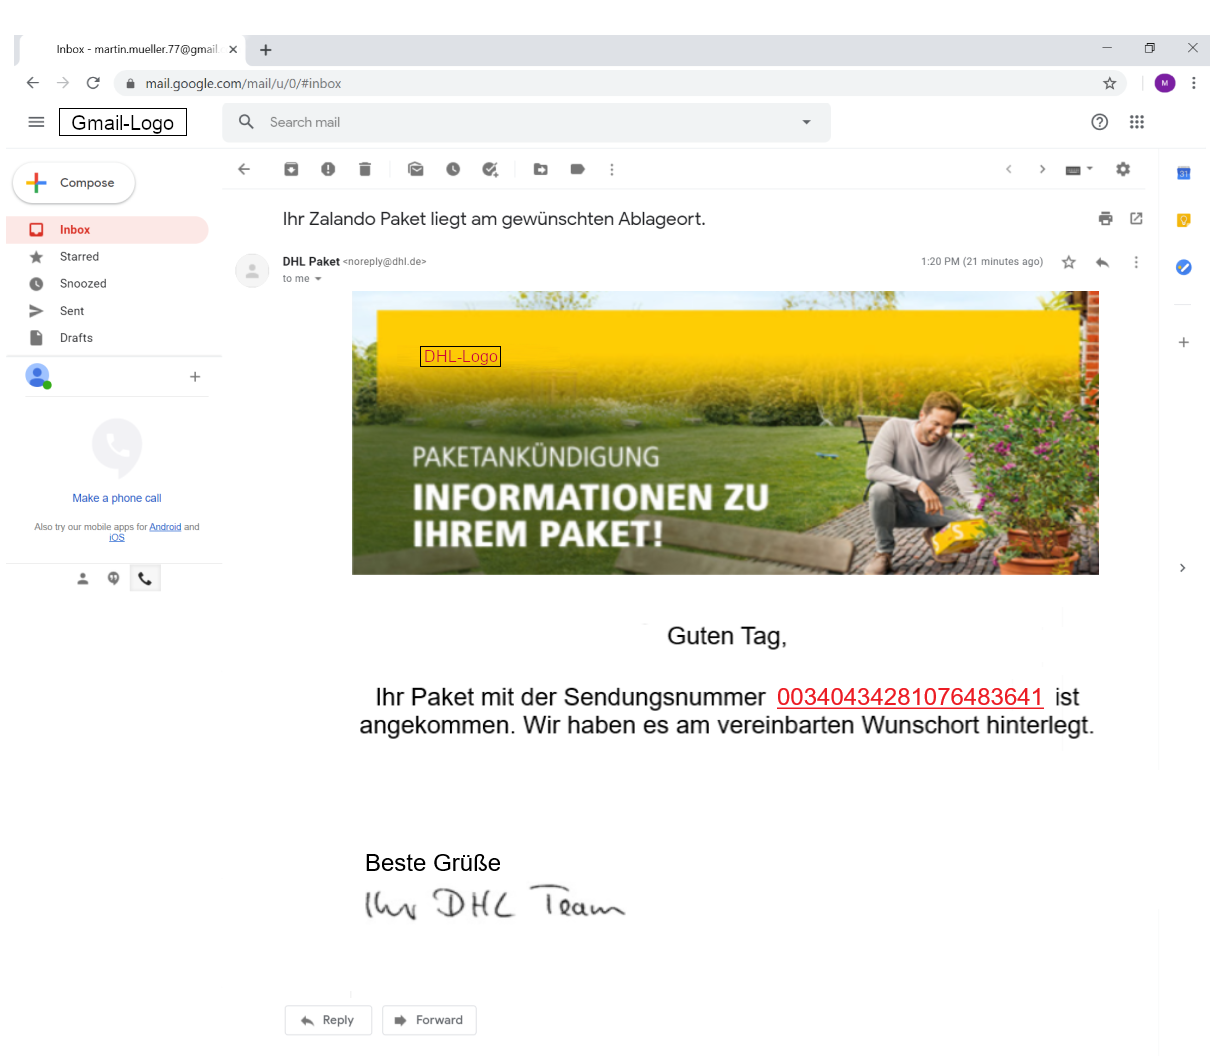 Inbox - martin.mueller.77@gmail
mail.google.com/mail/u/0/#inbox
M
Gmail-Logo
Search mail
Compose
Inbox
Starred
Snoozed
Sent
Drafts
Make a phone call
Also try our mobile apps for Android and
iOS
31
Ihr Zalando Paket liegt am gewünschten Ablageort.
DHL Paket <noreply@dhl.de>
1:20 PM (21 minutes ago)
to me
DHL-Logo
PAKETANKÜNDIGUNG
INFORMATIONEN ZU
IHREM PAKET!
Guten Tag,
Ihr Paket mit der Sendungsnummer 00340434281076483641 ist
angekommen. Wir haben es am vereinbarten Wunschort hinterlegt.
Beste Grüße
Ihr DHL Team
Reply
Forward